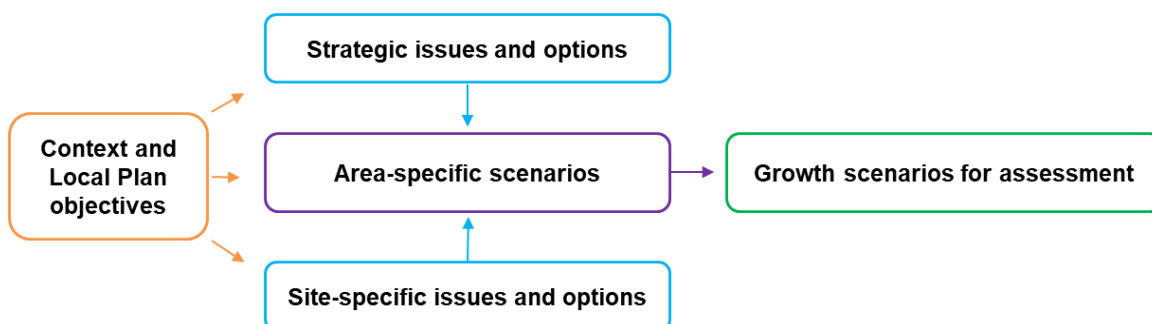 Strategic issues and options
Context and
Local Plan
objectives
Area-specific scenarios
Growth scenarios for assessment
Site-specific issues and options